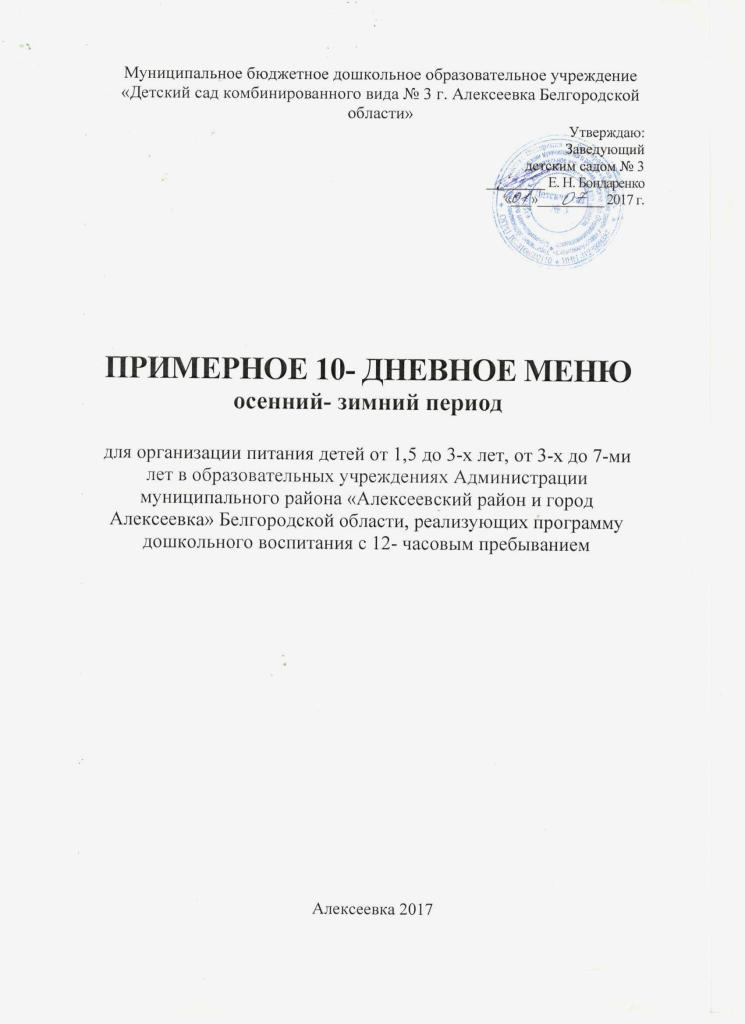 Муниципальное бюджетное дошкольное образовательное учреждение
«Детский сад комбинированного вида № 3 г. Алексеевка Белгородской
области»
Утверждаю:
Заведующий
детским садом № 3
Е. Н. Бондаренко
«01» 07 2017 г.
ПРИМЕРНОЕ 10- ДНЕВНОЕ МЕНЮ
осенний- зимний период
для организации питания детей от 1,5 до 3-х лет, от 3-х до 7-ми
лет в образовательных учреждениях Администрации
муниципального района «Алексеевский район и город
Алексеевка» Белгородской области, реализующих программу
дошкольного воспитания с 12- часовым пребыванием
Алексеевка 2017